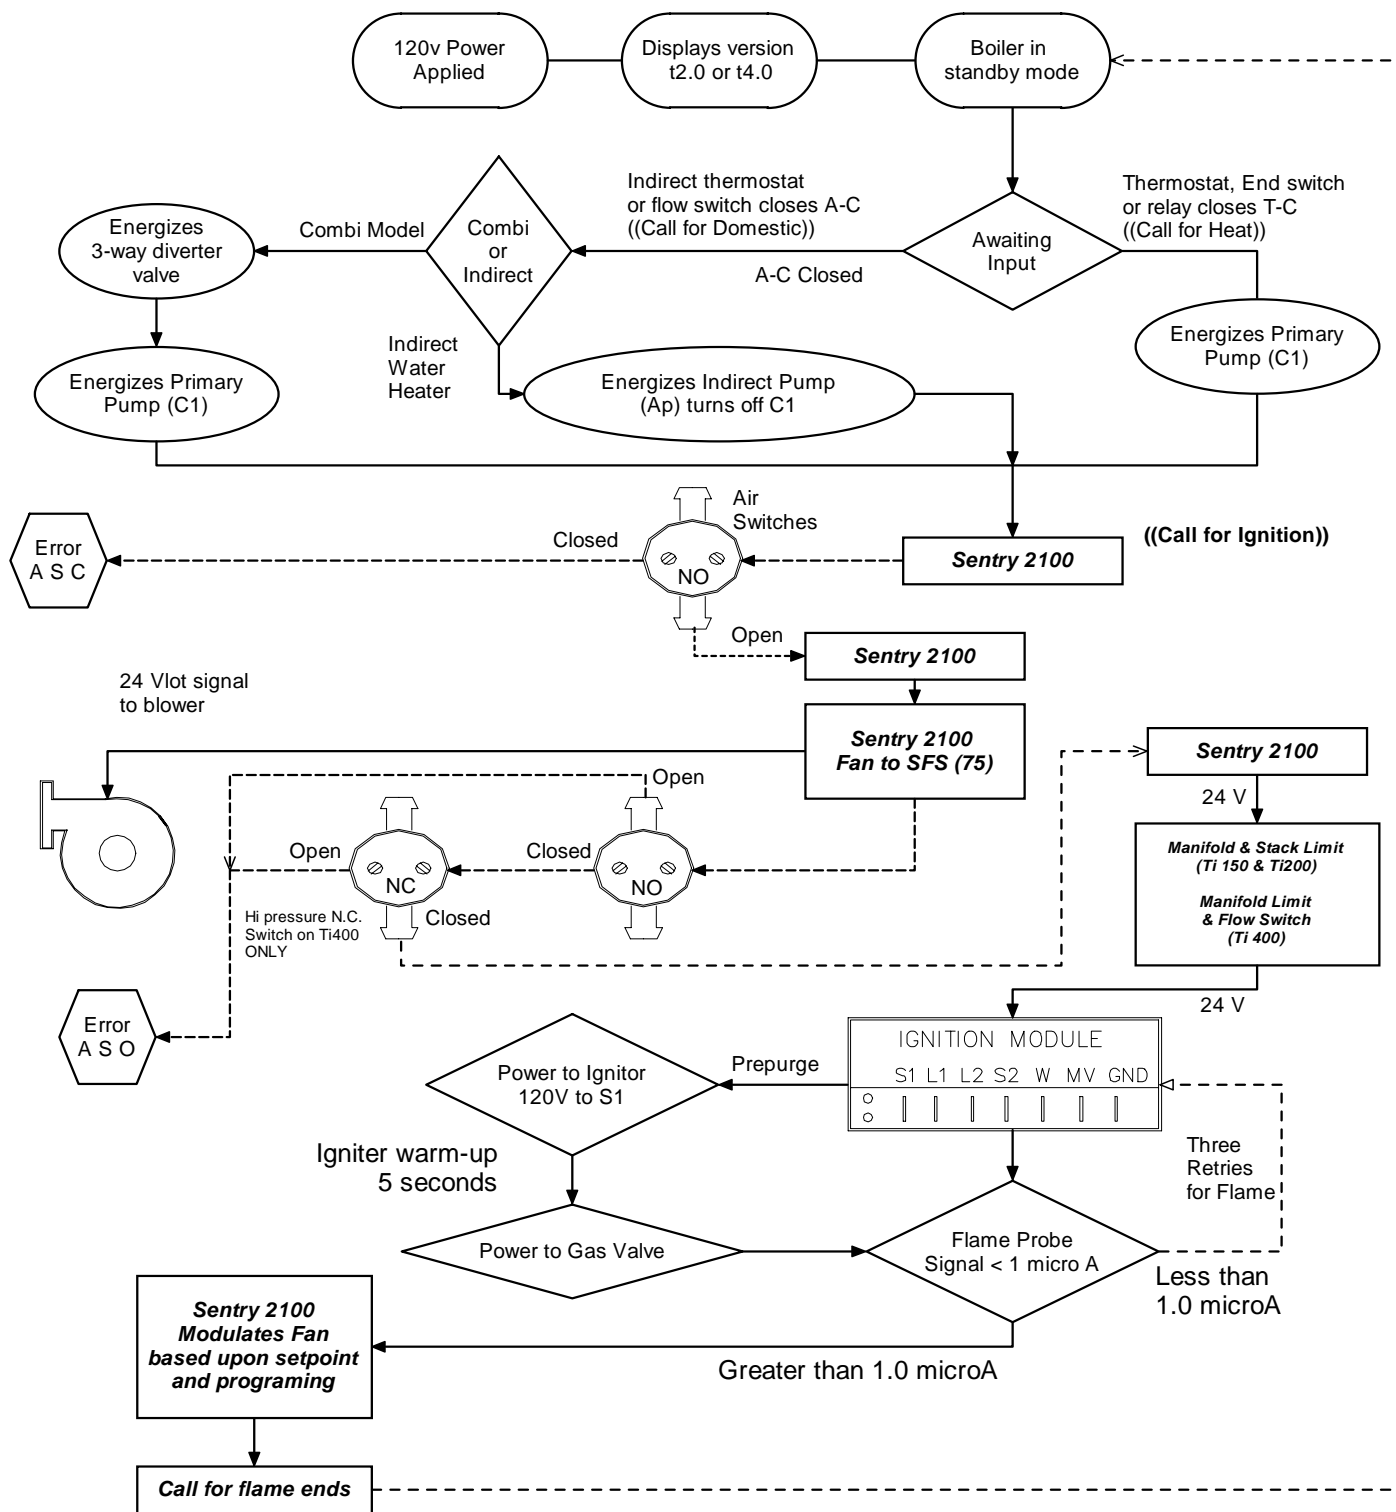 120v Power
Applied
Displays version
t2.0 or t4.0
Boiler in
standby mode
Indirect thermostat
or flow switch closes A-C
((Call for Domestic))
Thermostat, End switch
or relay closes T-C
((Call for Heat))
Energizes
3-way diverter
valve
Combi Model
Combi
or
Indirect
A-C Closed
Awaiting
Input
Indirect
Water
Heater
Energizes Primary
Pump (C1)
Energizes Primary
Pump (C1)
Energizes Indirect Pump
(Ap) turns off C1
Air
Switches
((Call for Ignition))
Error
A S C
Closed
NO
Sentry 2100
Open
Sentry 2100
24 Vlot signal
to blower
Sentry 2100
Fan to SFS (75)
Sentry 2100
Open
24 V
Open
NC
Closed
NO
Closed
Hi pressure N.C.
Switch on Ti400
ONLY
Manifold & Stack Limit
(Ti 150 & Ti200)
Manifold Limit
& Flow Switch
(Ti 400)
24 V
Error
A S O
IGNITION MODULE
S1 L1 L2 S2 W MV GND
Prepurge
Power to Ignitor
120V to S1
Igniter warm-up
5 seconds
Three
Retries
for Flame
Power to Gas Valve
Flame Probe
Signal < 1 micro A
Less than
1.0 microA
Sentry 2100
Modulates Fan
based upon setpoint
and programing
Greater than 1.0 microA
Call for flame ends